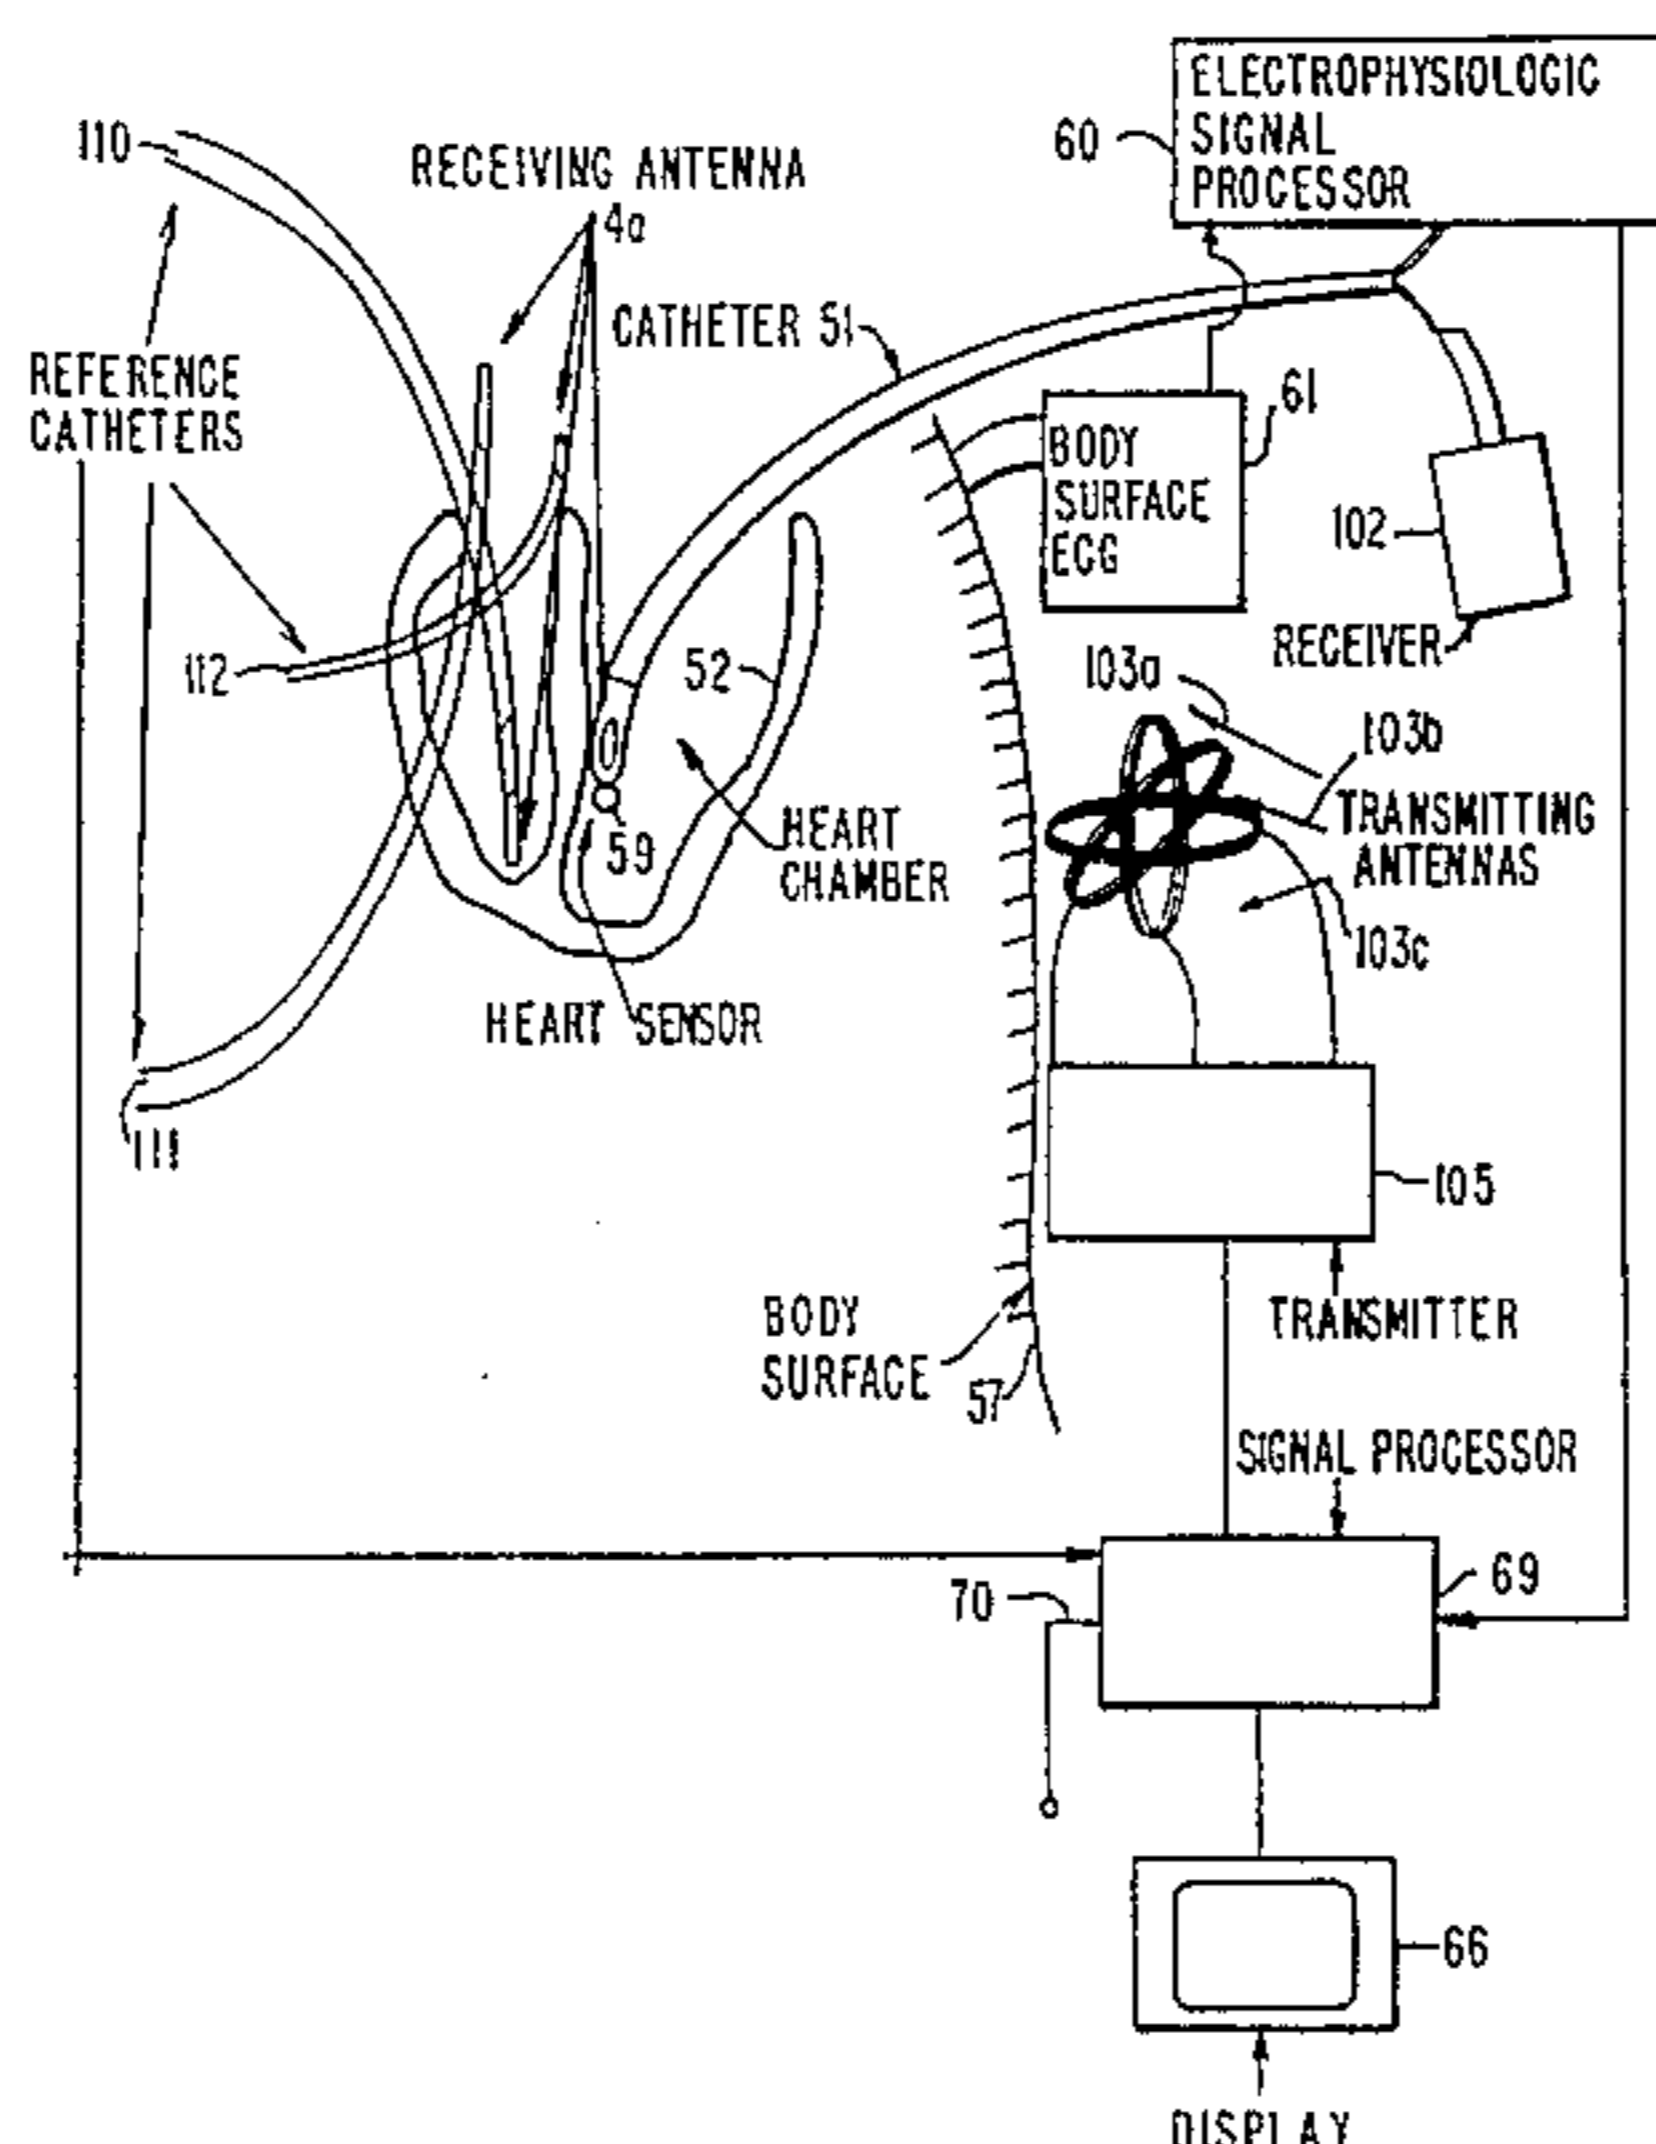 ELECTROPHYSIOLOGIC
SIGNAL
PROCESSOR
60
110
RECEIVING ANTENNA
4a
CATHETER 51
REFERENCE
CATHETERS
61
BODY
SURFACE
ECG
102
RECEIVER
112
52
103a
103b
TRANSMITTING
ANTENNAS
103c
59
HEART
CHAMBER
HEART SENSOR
111
105
TRANSMITTER
BODY
SURFACE
57
SIGNAL PROCESSOR
69
70
66
DISPLAY